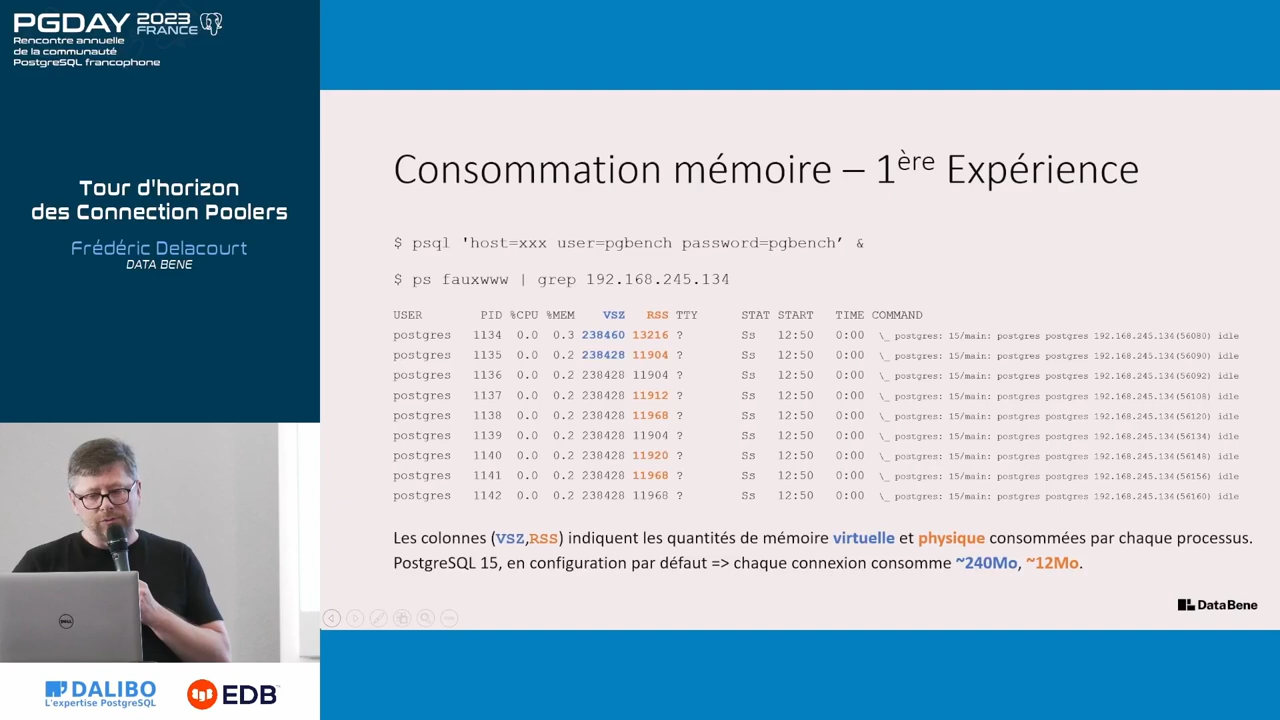 PGDAY 2023 FRANCE
Rencontre annuelle
de la communauté
PostgreSQL francophone
Tour d'horizon
des Connection Poolers
Frédéric Delacourt
DATA BENE
Consommation mémoire – 1ère Expérience
$ psql 'host=xxx user=pgbench password=pgbench’ &
$ ps fauxwww | grep 192.168.245.134
USER PID %CPU %MEM VSZ RSS TTY STAT START TIME COMMAND
postgres 1134 0.0 0.3 238460 13216 ? Ss 12:50 0:00 \_ postgres: 15/main: postgres postgres 192.168.245.134(56080) idle
postgres 1135 0.0 0.2 238428 11904 ? Ss 12:50 0:00 \_ postgres: 15/main: postgres postgres 192.168.245.134(56090) idle
postgres 1136 0.0 0.2 238428 11904 ? Ss 12:50 0:00 \_ postgres: 15/main: postgres postgres 192.168.245.134(56092) idle
postgres 1137 0.0 0.2 238428 11912 ? Ss 12:50 0:00 \_ postgres: 15/main: postgres postgres 192.168.245.134(56108) idle
postgres 1138 0.0 0.2 238428 11968 ? Ss 12:50 0:00 \_ postgres: 15/main: postgres postgres 192.168.245.134(56120) idle
postgres 1139 0.0 0.2 238428 11904 ? Ss 12:50 0:00 \_ postgres: 15/main: postgres postgres 192.168.245.134(56134) idle
postgres 1140 0.0 0.2 238428 11920 ? Ss 12:50 0:00 \_ postgres: 15/main: postgres postgres 192.168.245.134(56148) idle
postgres 1141 0.0 0.2 238428 11968 ? Ss 12:50 0:00 \_ postgres: 15/main: postgres postgres 192.168.245.134(56156) idle
postgres 1142 0.0 0.2 238428 11968 ? Ss 12:50 0:00 \_ postgres: 15/main: postgres postgres 192.168.245.134(56160) idle
Les colonnes (VSZ,RSS) indiquent les quantités de mémoire virtuelle et physique consommées par chaque processus.
PostgreSQL 15, en configuration par défaut => chaque connexion consomme ~240Mo, ~12Mo.
Data Bene
DELL
DALIBO
L'expertise PostgreSQL
EDB